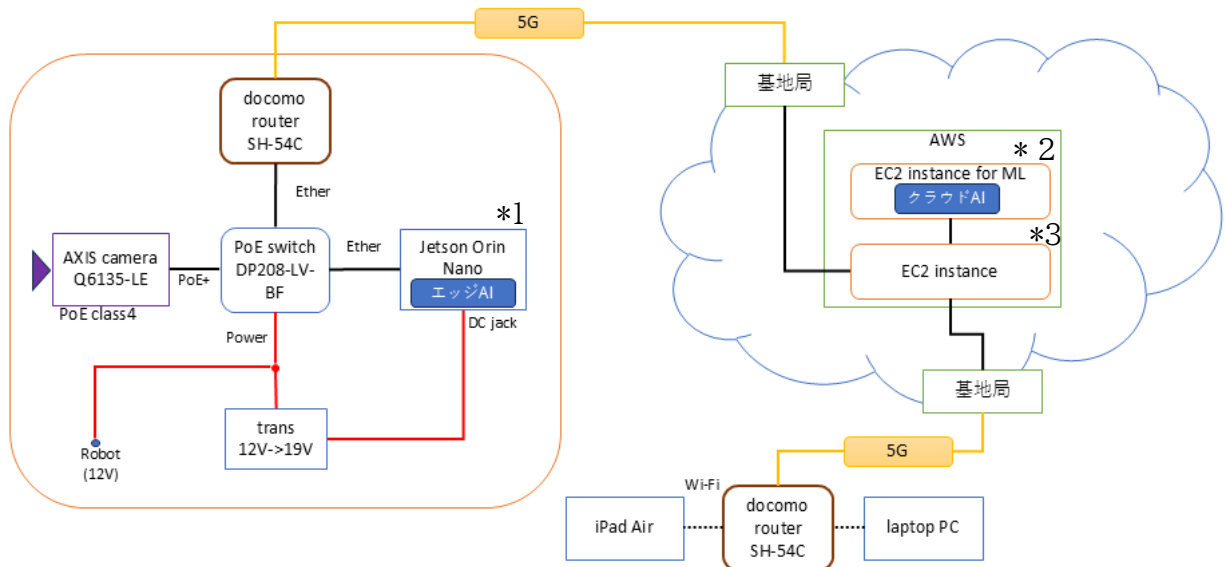 5G
docomo
router
SH-54C
Ether
AXIS camera
Q6135-LE
PoE class4
PoE+
PoE switch
DP208-LV-
BF
Ether
*1
Jetson Orin
Nano
エッジAI
DC jack
Power
Robot
(12V)
trans
12V->19V
基地局
AWS
*2
EC2 instance for ML
クラウドAI
*3
EC2 instance
基地局
5G
Wi-Fi
iPad Air
docomo
router
SH-54C
laptop PC